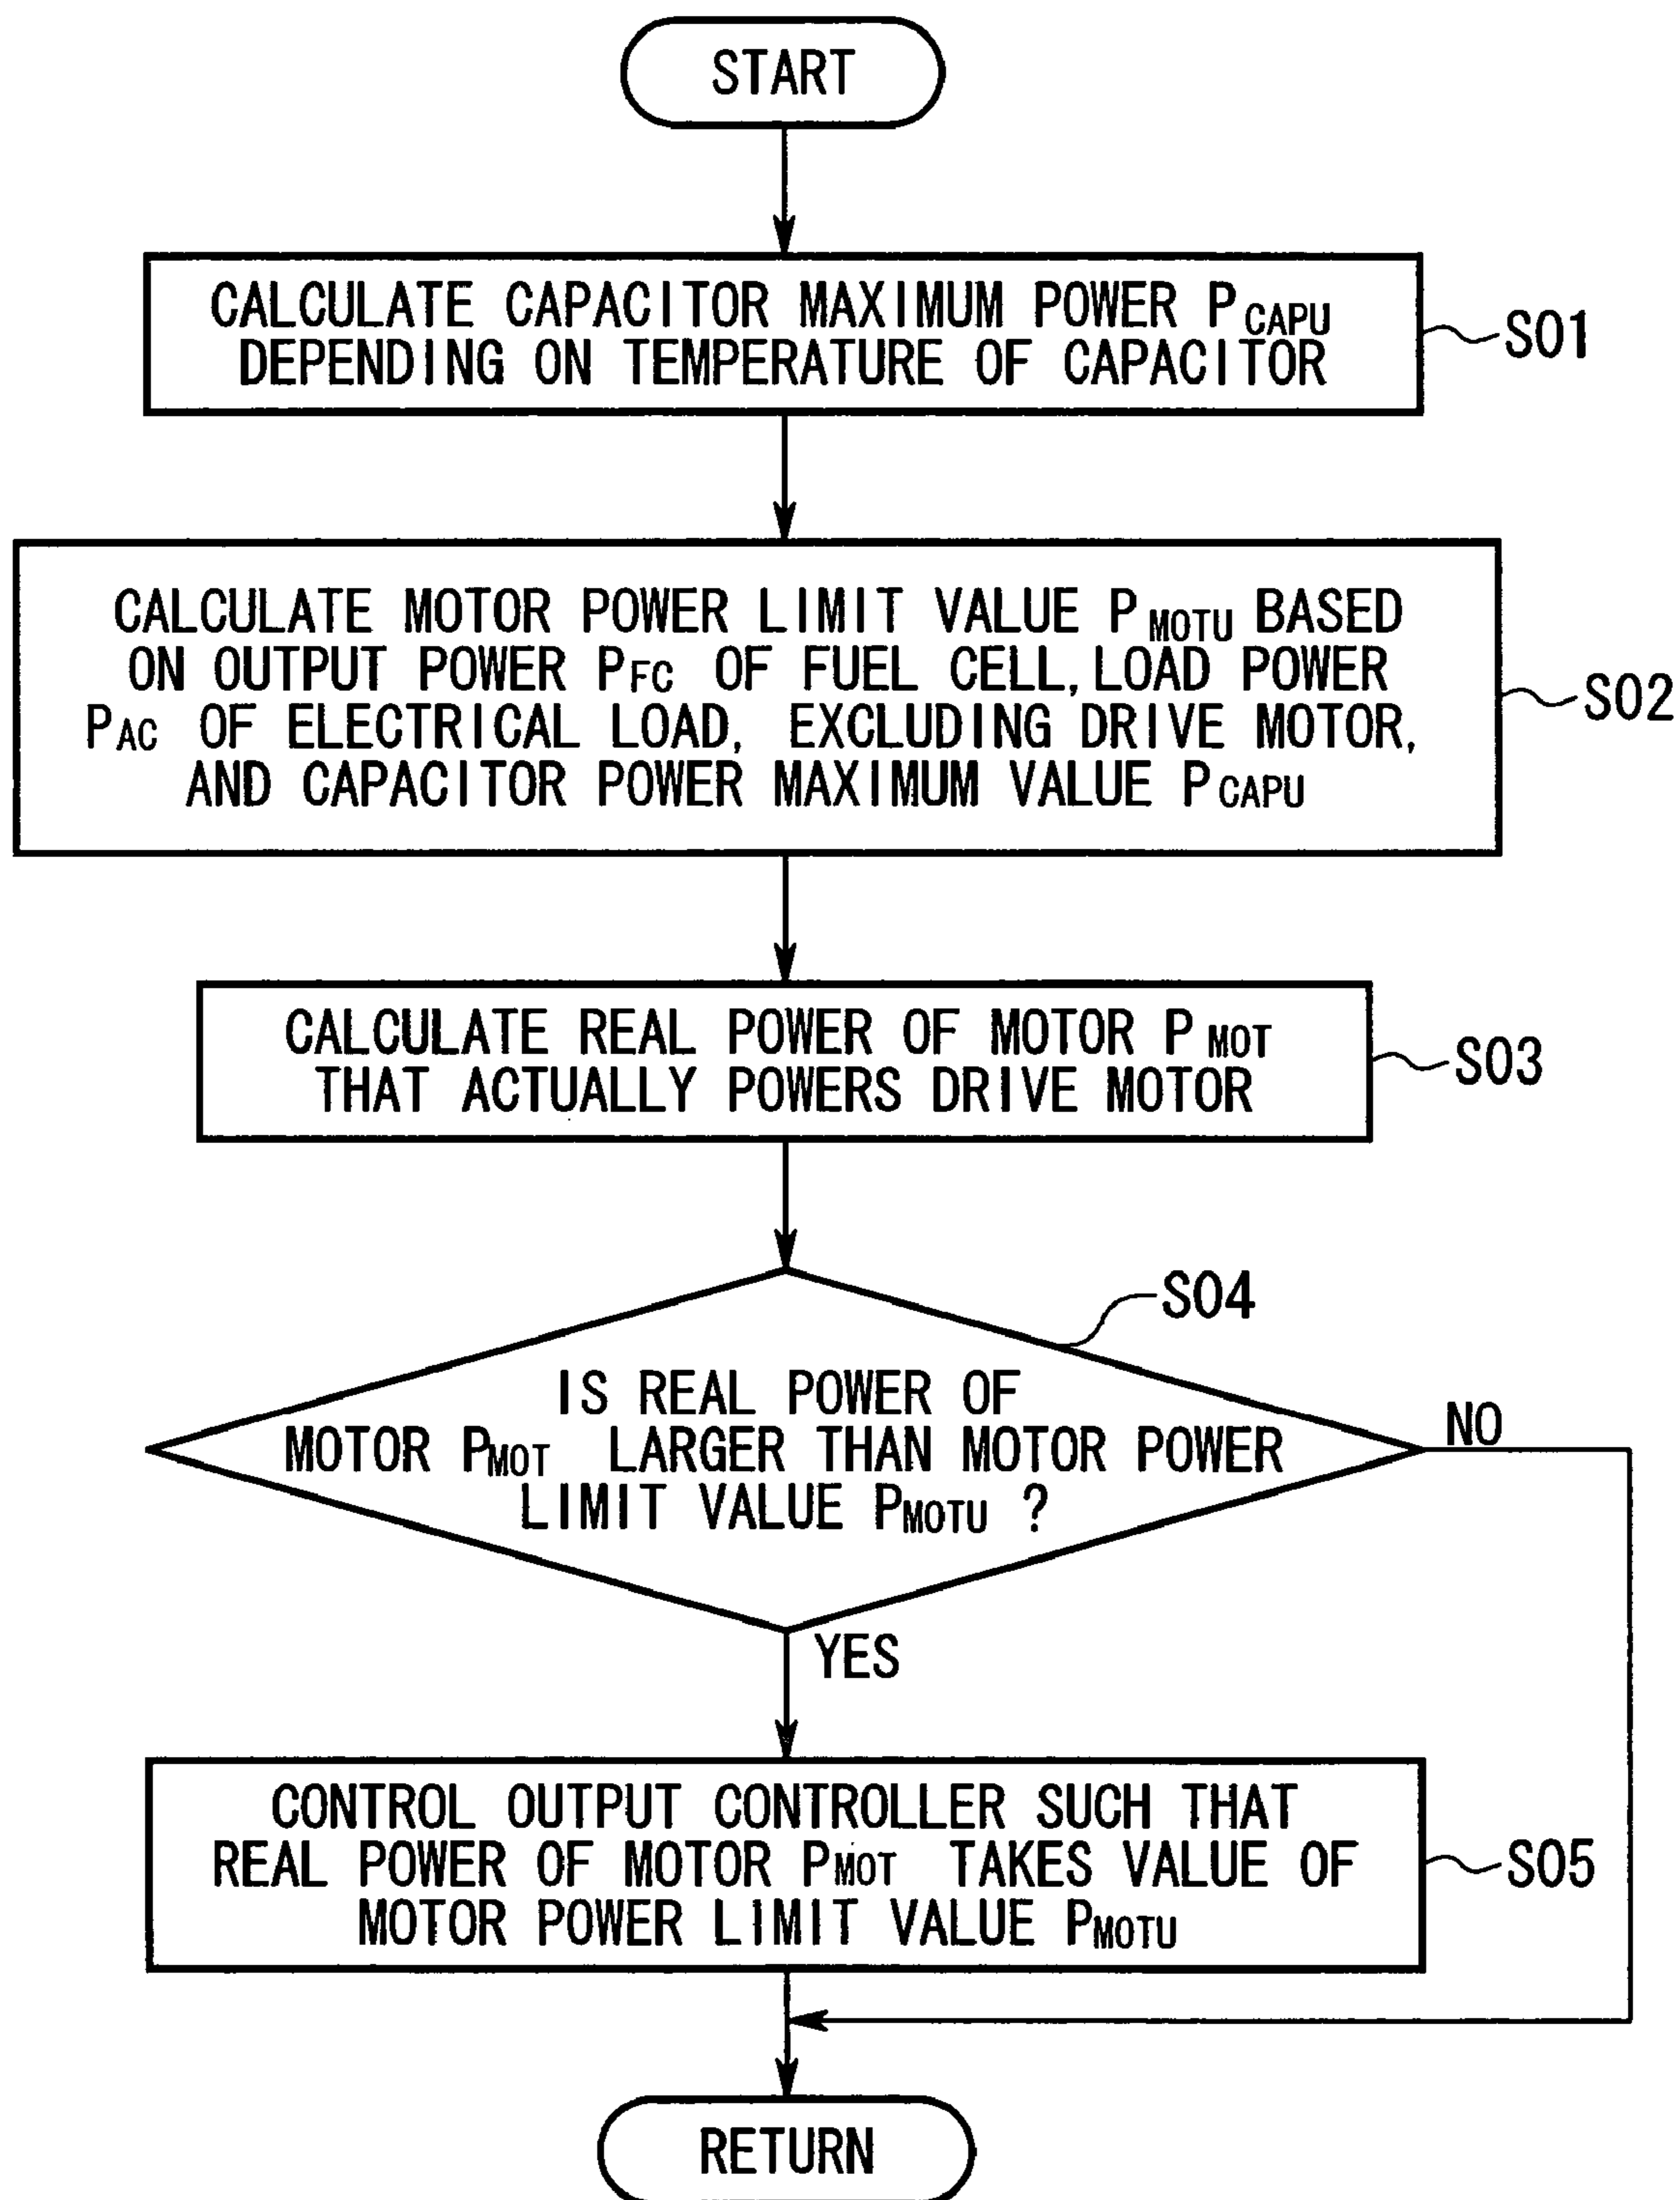 START
CALCULATE CAPACITOR MAXIMUM POWER PCAPU
DEPENDING ON TEMPERATURE OF CAPACITOR
S01
CALCULATE MOTOR POWER LIMIT VALUE PMOTU BASED
ON OUTPUT POWER PFC OF FUEL CELL, LOAD POWER
PAC OF ELECTRICAL LOAD, EXCLUDING DRIVE MOTOR,
AND CAPACITOR POWER MAXIMUM VALUE PCAPU
S02
CALCULATE REAL POWER OF MOTOR PMOT
THAT ACTUALLY POWERS DRIVE MOTOR
S03
S04
IS REAL POWER OF
MOTOR PMOT LARGER THAN MOTOR POWER
LIMIT VALUE PMOTU ?
NO
YES
CONTROL OUTPUT CONTROLLER SUCH THAT
REAL POWER OF MOTOR PMOT TAKES VALUE OF
MOTOR POWER LIMIT VALUE PMOTU
S05
RETURN